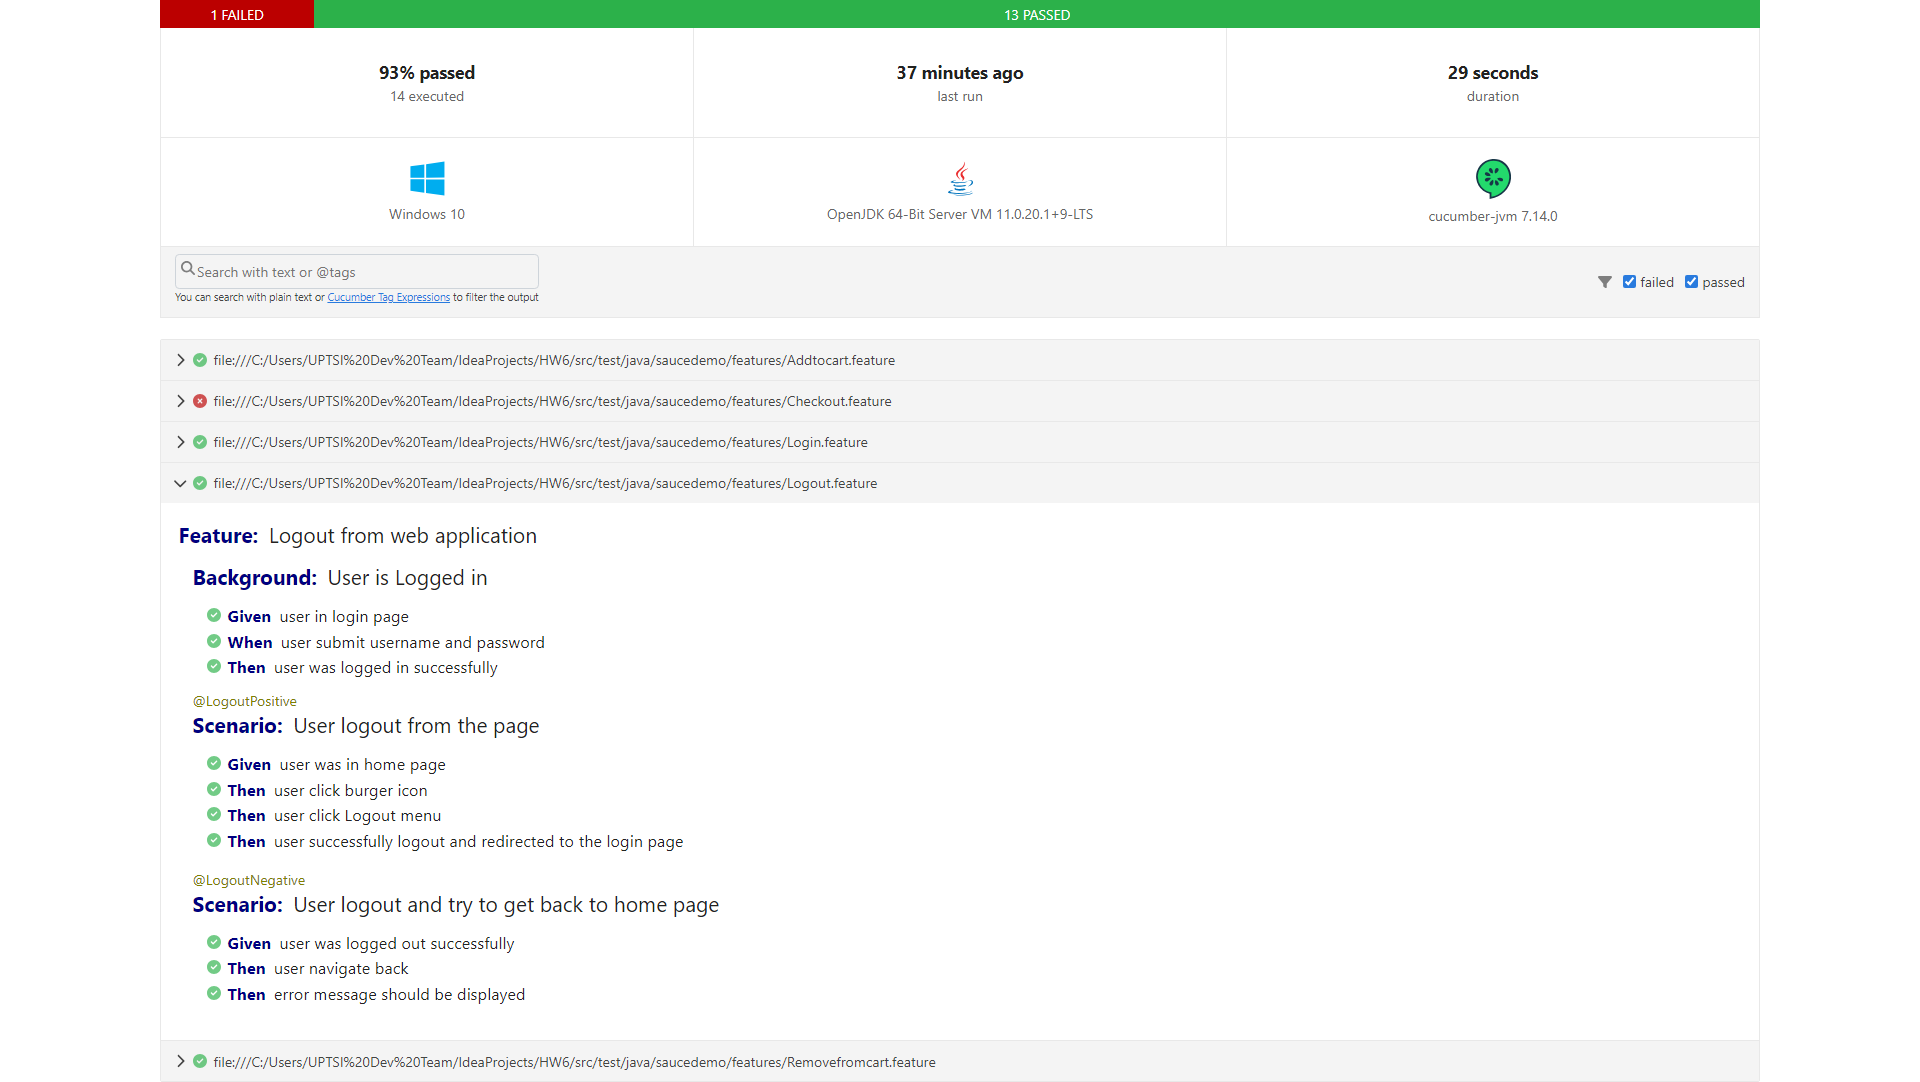 1 FAILED
13 PASSED
93% passed
14 executed
37 minutes ago
last run
29 seconds
duration
Windows 10
OpenJDK 64-Bit Server VM 11.0.20.1+9-LTS
cucumber-jvm 7.14.0
Search with text or @tags
You can search with plain text or Cucumber Tag Expressions to filter the output
failed
passed
file:///C:/Users/UPTSI%20Dev%20Team/IdeaProjects/HW6/src/test/java/saucedemo/features/Addtocart.feature
file:///C:/Users/UPTSI%20Dev%20Team/IdeaProjects/HW6/src/test/java/saucedemo/features/Checkout.feature
file:///C:/Users/UPTSI%20Dev%20Team/IdeaProjects/HW6/src/test/java/saucedemo/features/Login.feature
file:///C:/Users/UPTSI%20Dev%20Team/IdeaProjects/HW6/src/test/java/saucedemo/features/Logout.feature
Feature: Logout from web application
Background: User is Logged in
Given user in login page
When user submit username and password
Then user was logged in successfully
@LogoutPositive
Scenario: User logout from the page
Given user was in home page
Then user click burger icon
Then user click Logout menu
Then user successfully logout and redirected to the login page
@LogoutNegative
Scenario: User logout and try to get back to home page
Given user was logged out successfully
Then user navigate back
Then error message should be displayed
file:///C:/Users/UPTSI%20Dev%20Team/IdeaProjects/HW6/src/test/java/saucedemo/features/Removefromcart.feature